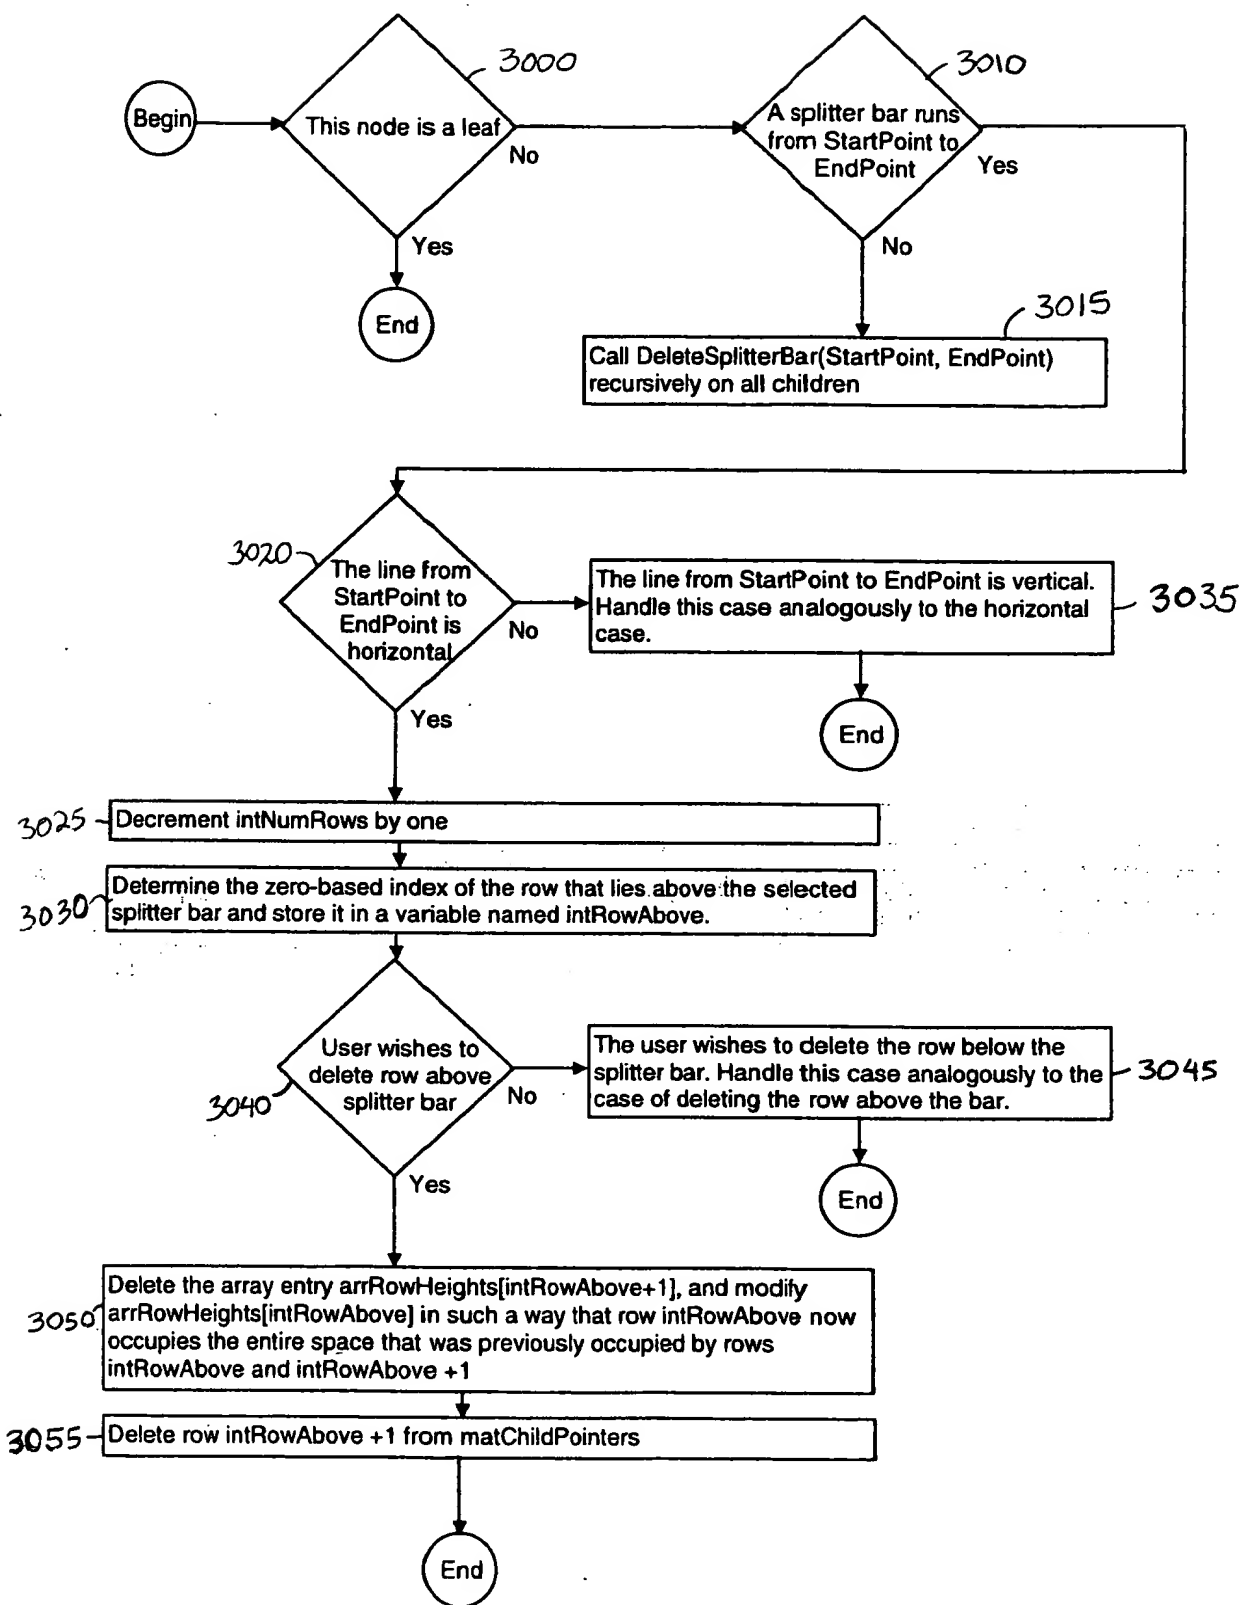 3000
3010
Begin
This node is a leaf
No
A splitter bar runs
from StartPoint to
EndPoint
Yes
Yes
No
End
3015
Call DeleteSplitterBar(StartPoint, EndPoint)
recursively on all children
3020
The line from
StartPoint to
EndPoint is
horizontal
No
The line from StartPoint to EndPoint is vertical.
Handle this case analogously to the horizontal
case.
3035
Yes
End
3025
Decrement intNumRows by one
3030
Determine the zero-based index of the row that lies above the selected
splitter bar and store it in a variable named intRowAbove.
User wishes to
delete row above
splitter bar
3040
No
The user wishes to delete the row below the
splitter bar. Handle this case analogously to the
case of deleting the row above the bar.
3045
Yes
End
3050
Delete the array entry arrRowHeights[intRowAbove+1], and modify
arrRowHeights[intRowAbove] in such a way that row intRowAbove now
occupies the entire space that was previously occupied by rows
intRowAbove and intRowAbove +1
3055
Delete row intRowAbove +1 from matChildPointers
End